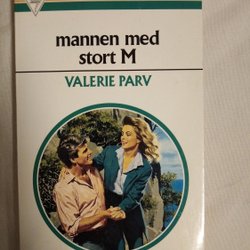 mannen med
stort M
VALERIE PARV